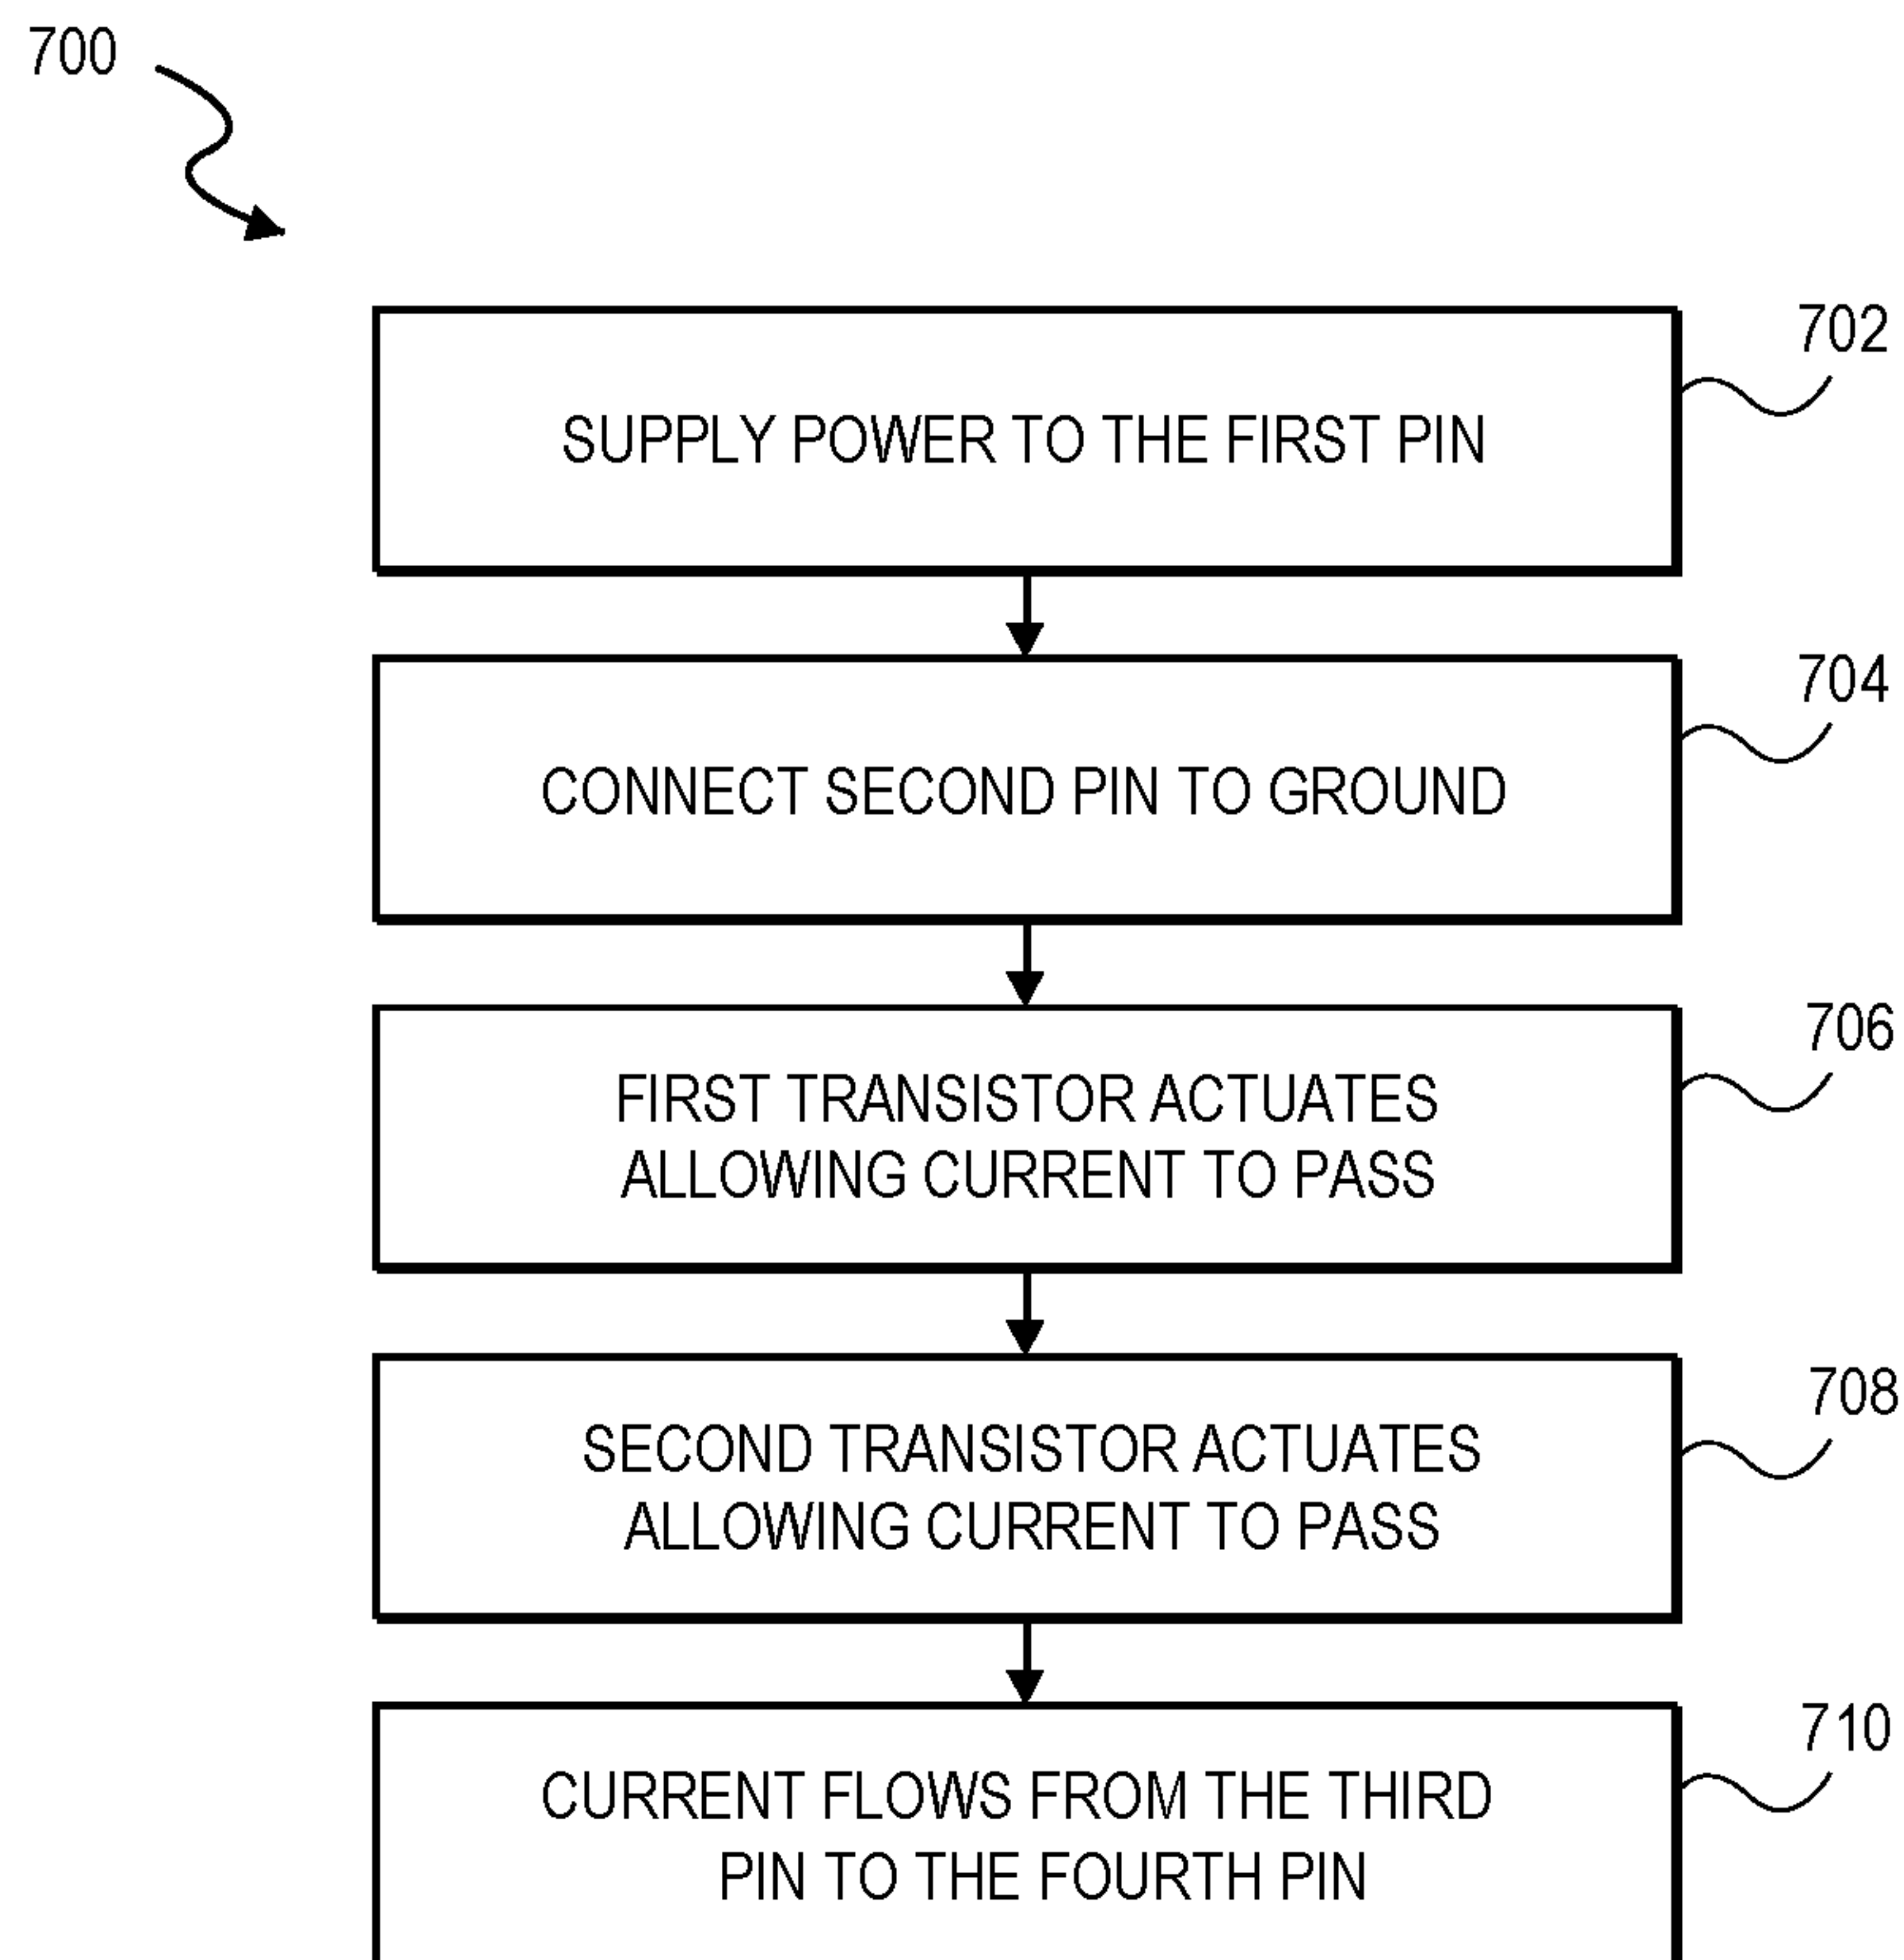 700
702
SUPPLY POWER TO THE FIRST PIN
704
CONNECT SECOND PIN TO GROUND
706
FIRST TRANSISTOR ACTUATES
ALLOWING CURRENT TO PASS
708
SECOND TRANSISTOR ACTUATES
ALLOWING CURRENT TO PASS
710
CURRENT FLOWS FROM THE THIRD
PIN TO THE FOURTH PIN